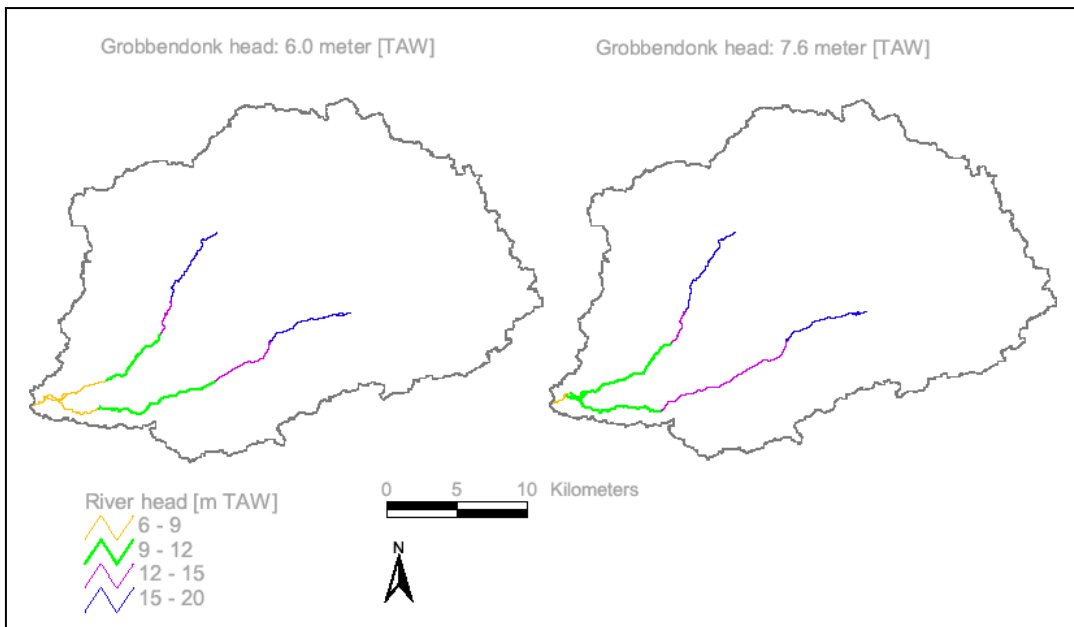 Grobbendonk head: 6.0 meter [TAW]
Grobbendonk head: 7.6 meter [TAW]
0 5 10 Kilometers
River head [m TAW]
6 - 9
9 - 12
12 - 15
15 - 20
N